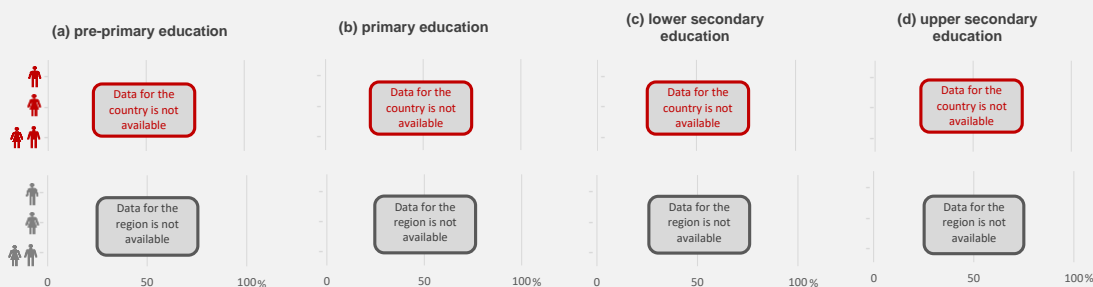 (a) pre-primary education
(b) primary education
(c) lower secondary
education
(d) upper secondary
education
Data for the
country is not
available
Data for the
country is not
available
Data for the
country is not
available
Data for the
country is not
available
Data for the
region is not
available
Data for the
region is not
available
Data for the
region is not
available
Data for the
region is not
available
0 50 100%
0 50 100%
0 50 100%
0 50 100%